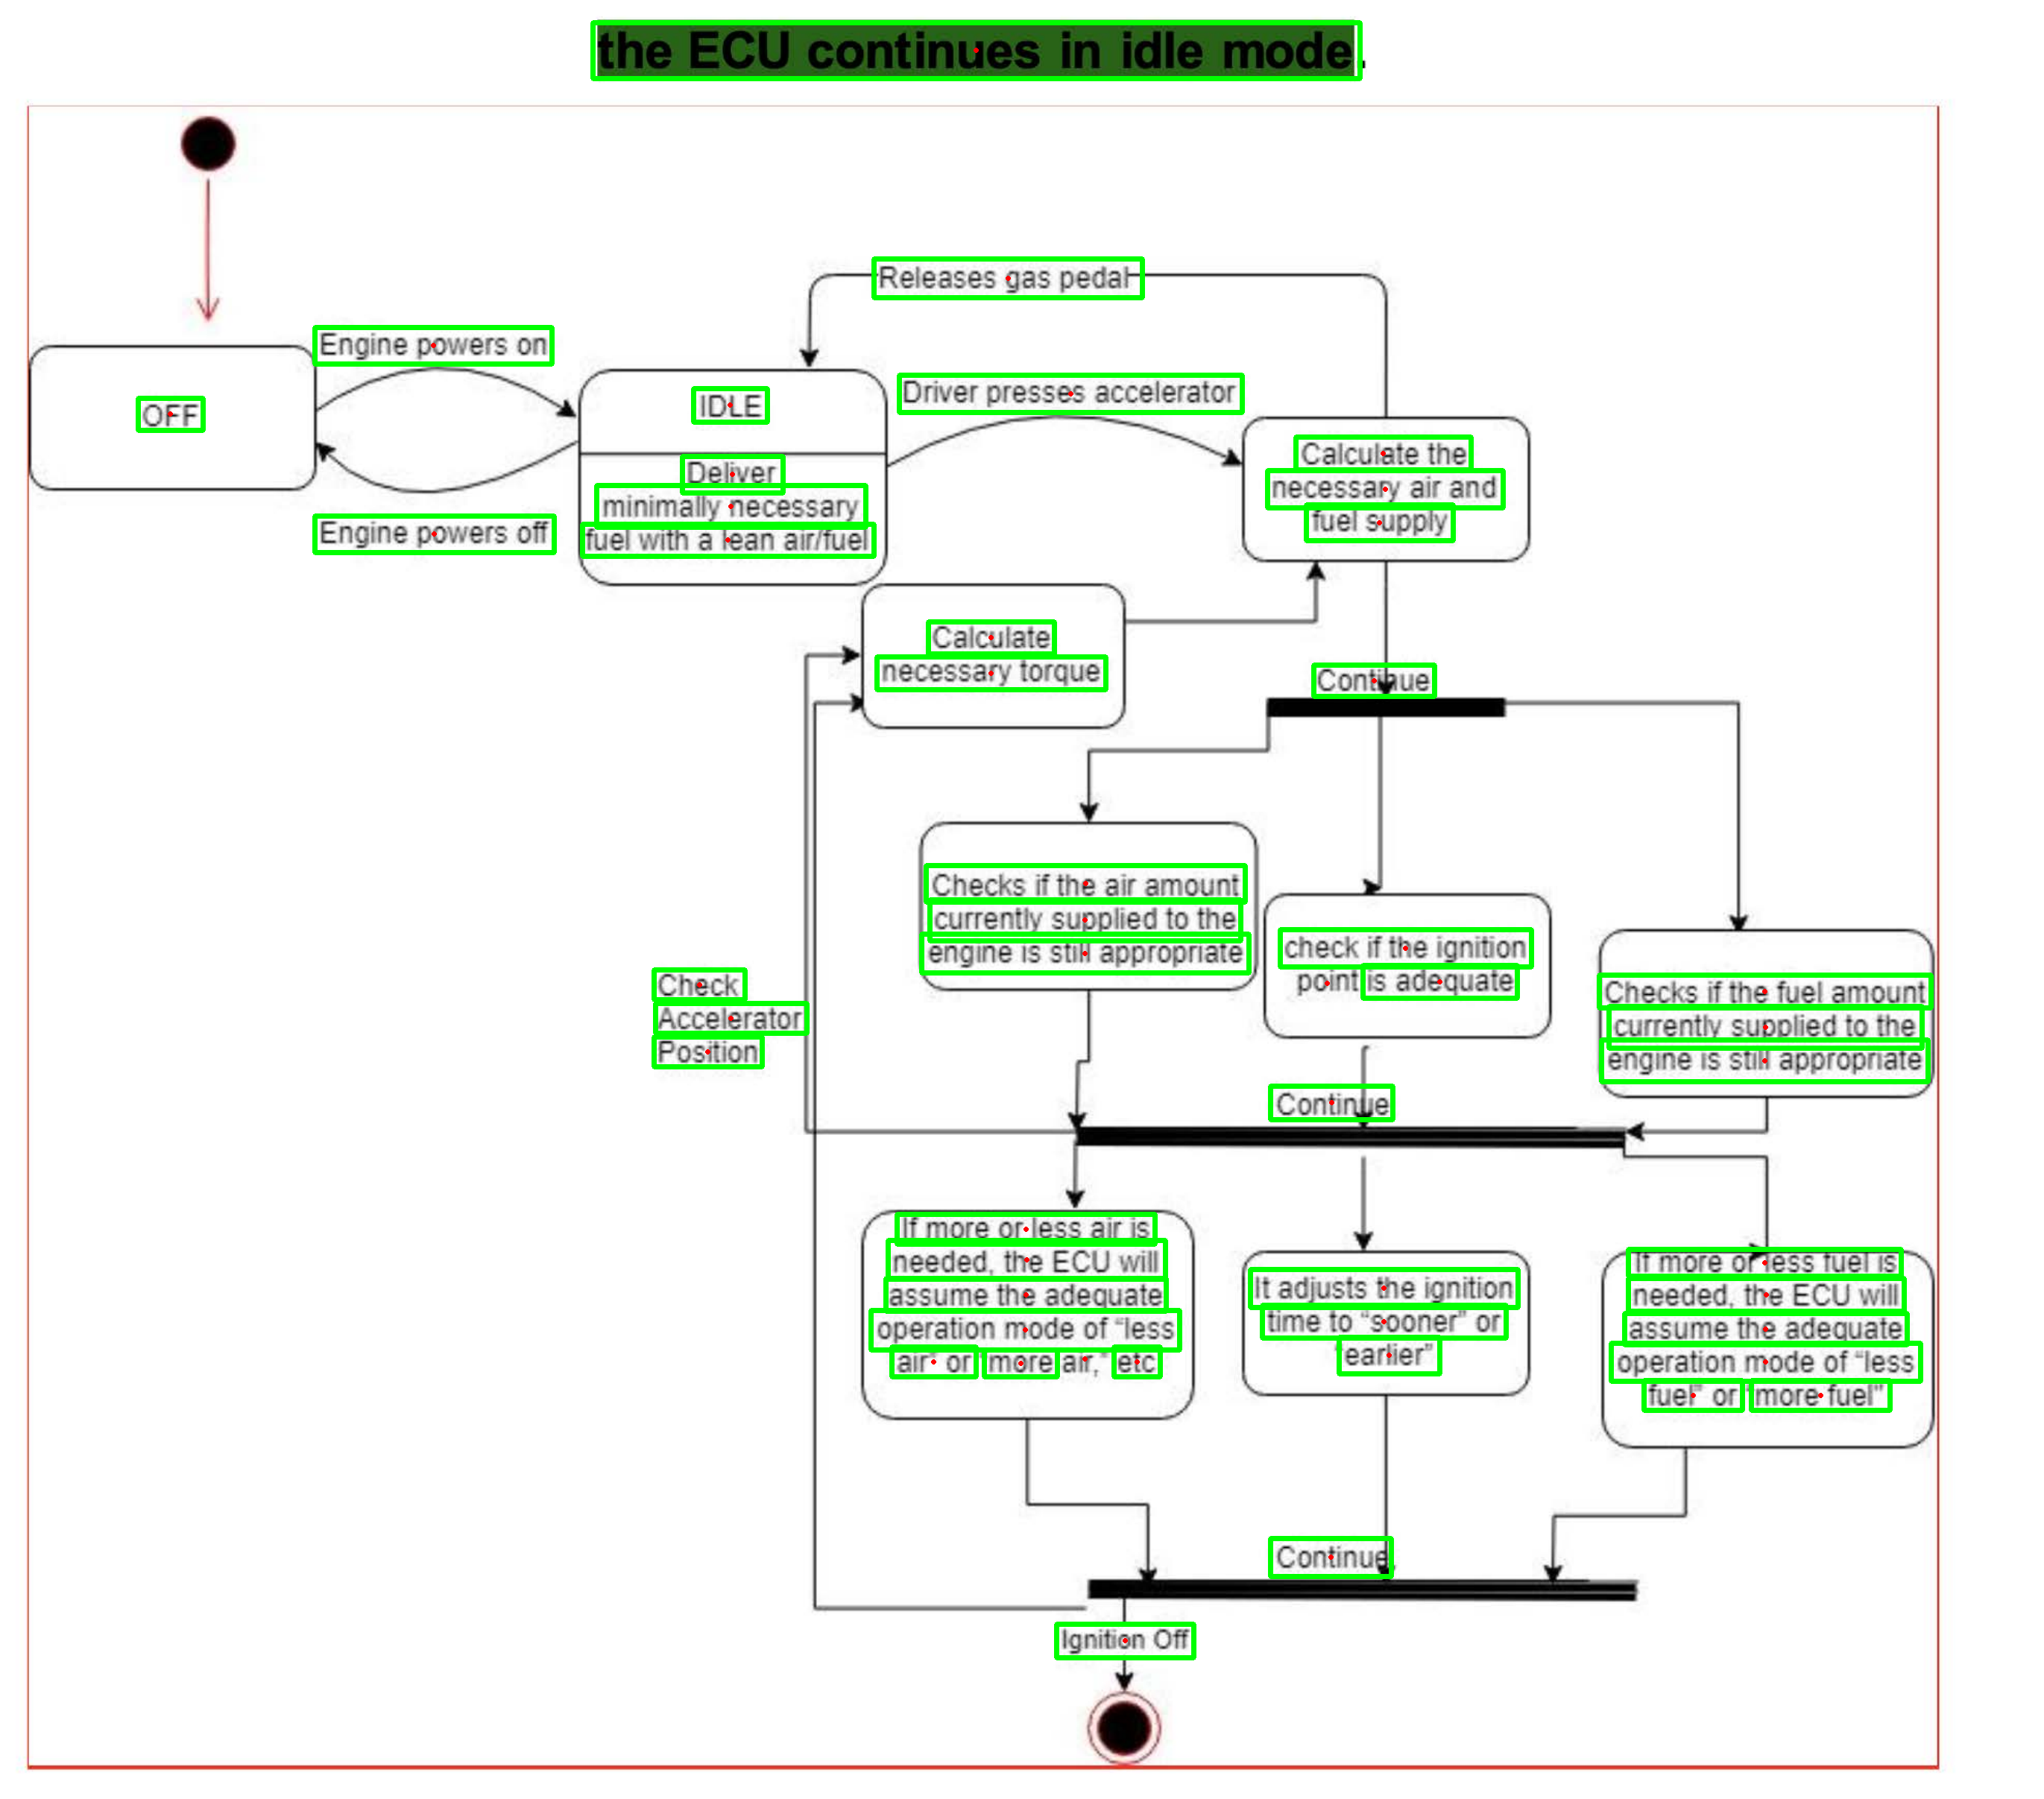 the ECU continues in idle mode.
Releases gas pedal
Engine powers on
OFF
IDLE
Driver presses accelerator
Deliver
minimally necessary
fuel with a lean air/fuel
Engine powers off
Calculate the
necessary air and
fuel supply
Calculate
necessary torque
Continue
Checks if the air amount
currently supplied to the
engine is still appropriate
check if the ignition
point is adequate
Checks if the fuel amount
currently supplied to the
engine is still appropriate
Check
Accelerator
Position
Continue
If more or less air is
needed, the ECU will
assume the adequate
operation mode of “less
air” or “more air,” etc
It adjusts the ignition
time to “sooner” or
“earlier”
If more or less fuel is
needed, the ECU will
assume the adequate
operation mode of “less
fuel” or “more fuel”
Continue
Ignition Off